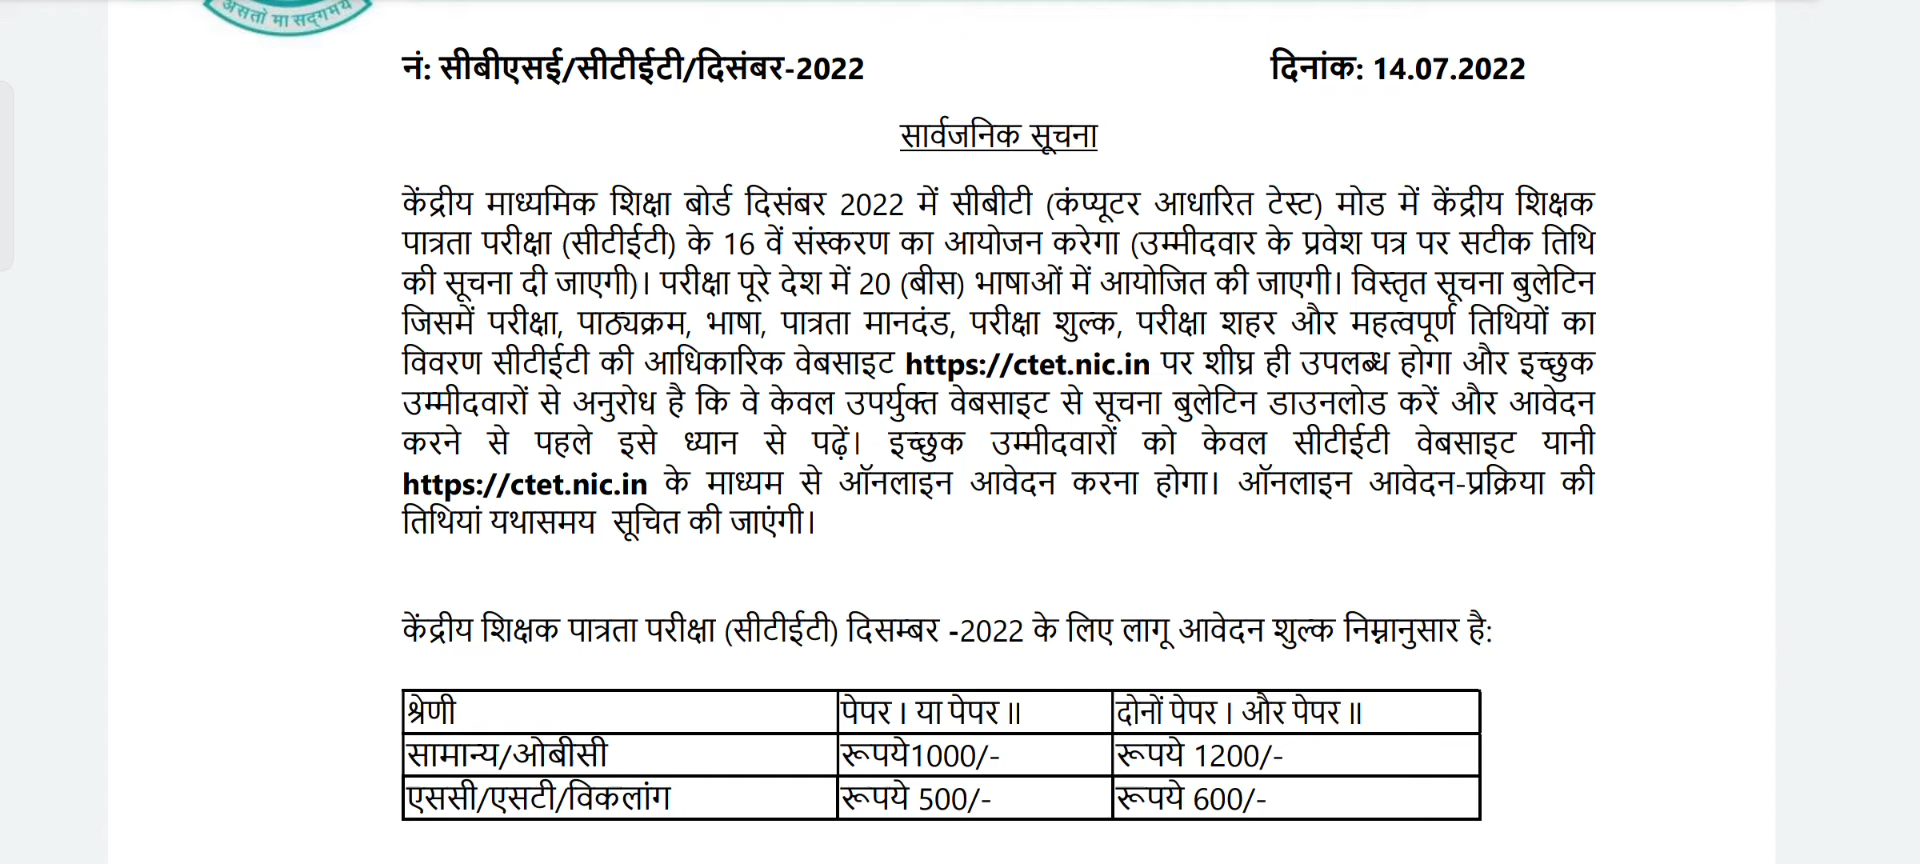 असतो मा सद्गमय
नं: सीबीएसई/सीटीईटी/दिसंबर-2022 दिनांक: 14.07.2022
सार्वजनिक सूचना
केंद्रीय माध्यमिक शिक्षा बोर्ड दिसंबर 2022 में सीबीटी (कंप्यूटर आधारित टेस्ट) मोड में केंद्रीय शिक्षक
पात्रता परीक्षा (सीटीईटी) के 16 वें संस्करण का आयोजन करेगा (उम्मीदवार के प्रवेश पत्र पर सटीक तिथि
की सूचना दी जाएगी)। परीक्षा पूरे देश में 20 (बीस) भाषाओं में आयोजित की जाएगी। विस्तृत सूचना बुलेटिन
जिसमें परीक्षा, पाठ्यक्रम, भाषा, पात्रता मानदंड, परीक्षा शुल्क, परीक्षा शहर और महत्वपूर्ण तिथियों का
विवरण सीटीईटी की आधिकारिक वेबसाइट https://ctet.nic.in पर शीघ्र ही उपलब्ध होगा और इच्छुक
उम्मीदवारों से अनुरोध है कि वे केवल उपर्युक्त वेबसाइट से सूचना बुलेटिन डाउनलोड करें और आवेदन
करने से पहले इसे ध्यान से पढ़ें। इच्छुक उम्मीदवारों को केवल सीटीईटी वेबसाइट यानी
https://ctet.nic.in के माध्यम से ऑनलाइन आवेदन करना होगा। ऑनलाइन आवेदन-प्रक्रिया की
तिथियां यथासमय सूचित की जाएंगी।
केंद्रीय शिक्षक पात्रता परीक्षा (सीटीईटी) दिसम्बर -2022 के लिए लागू आवेदन शुल्क निम्नानुसार है:
श्रेणी पेपर I या पेपर II दोनों पेपर I और पेपर II
सामान्य/ओबीसी रूपये1000/- रूपये 1200/-
एससी/एसटी/विकलांग रूपये 500/- रूपये 600/-